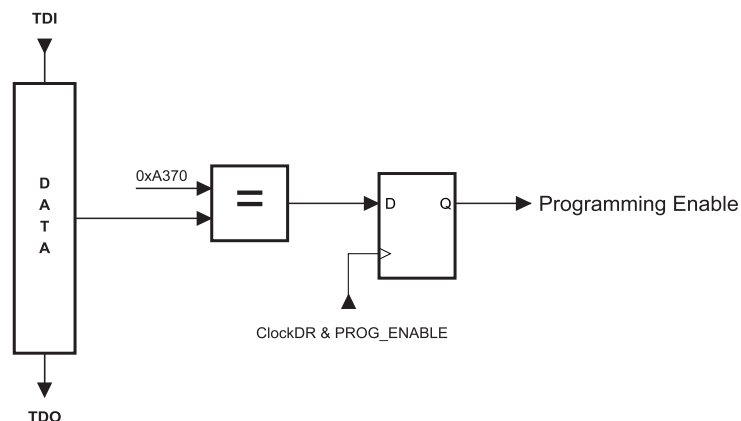 TDI
D
A
T
A
0xA370
=
D
Q
Programming Enable
ClockDR & PROG_ENABLE
TDO